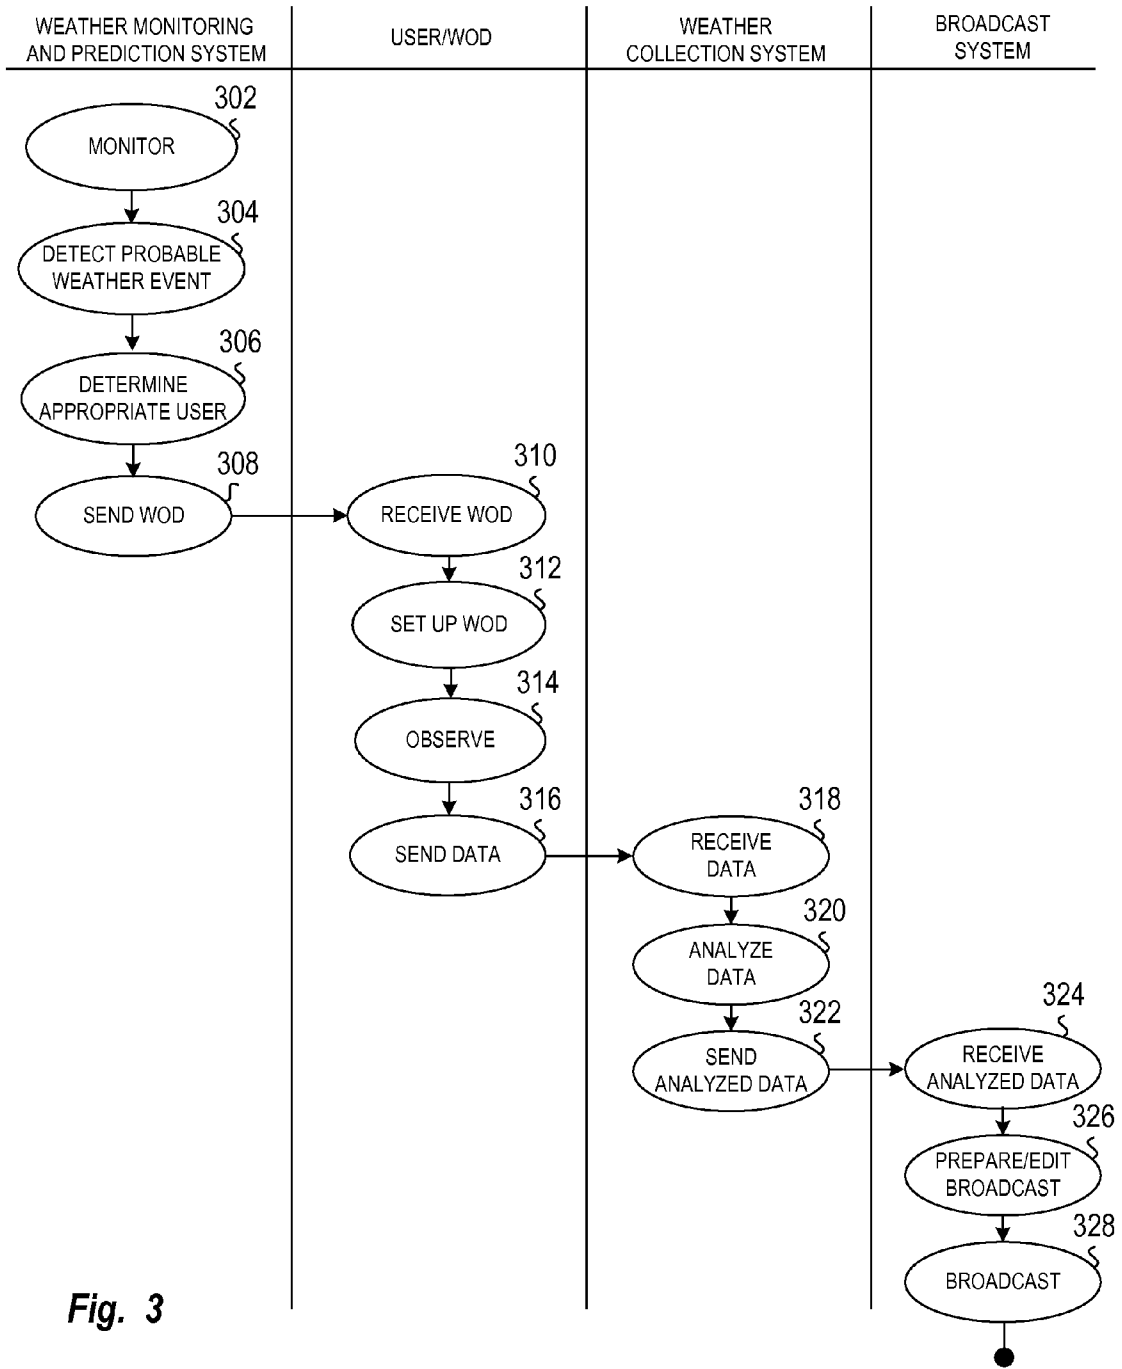 WEATHER MONITORING
AND PREDICTION SYSTEM
USER/WOD
WEATHER
COLLECTION SYSTEM
BROADCAST
SYSTEM
302
MONITOR
304
DETECT PROBABLE
WEATHER EVENT
306
DETERMINE
APPROPRIATE USER
308
SEND WOD
310
RECEIVE WOD
312
SET UP WOD
314
OBSERVE
316
SEND DATA
318
RECEIVE
DATA
320
ANALYZE
DATA
322
SEND
ANALYZED DATA
324
RECEIVE
ANALYZED DATA
326
PREPARE/EDIT
BROADCAST
328
BROADCAST
Fig. 3